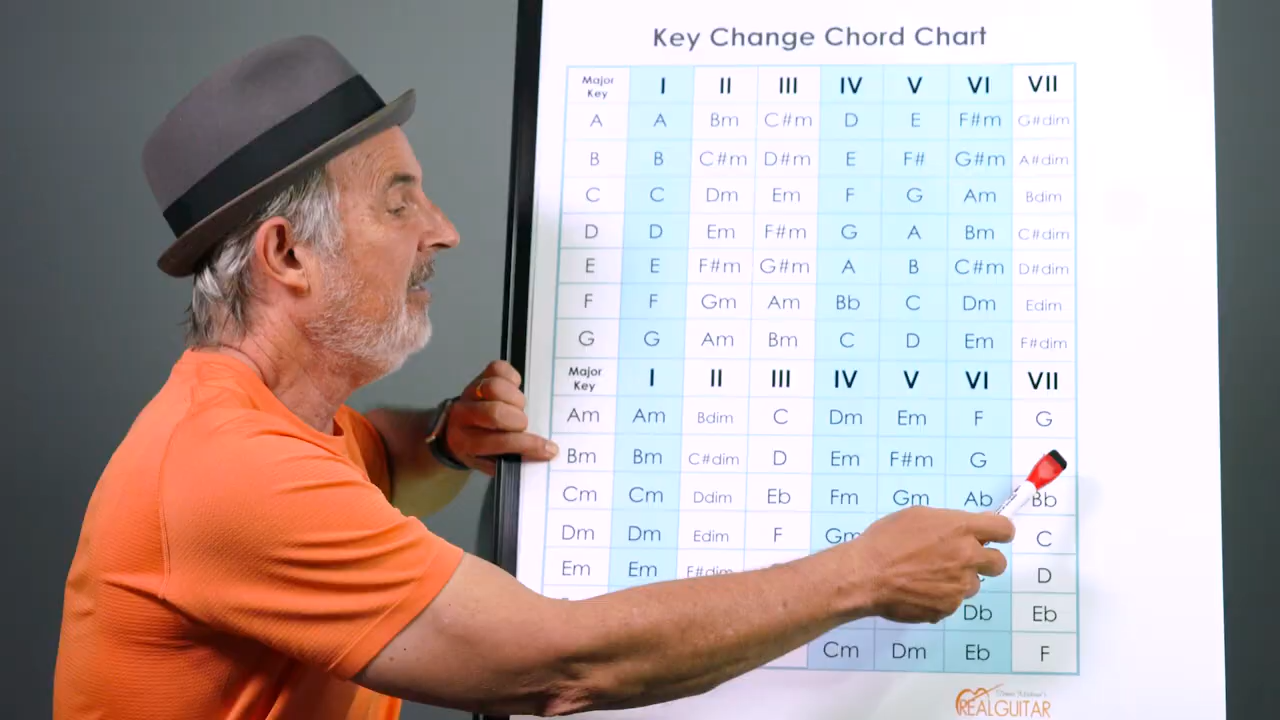 Key Change Chord Chart
Major Key I II III IV V VI VII
A A Bm C#m D E F#m G#dim
B B C#m D#m E F# G#m A#dim
C C Dm Em F G Am Bdim
D D Em F#m G A Bm C#dim
E E F#m G#m A B C#m D#dim
F F Gm Am Bb C Dm Edim
G G Am Bm C D Em F#dim
Major Key I II III IV V VI VII
Am Am Bdim C Dm Em F G
Bm Bm C#dim D Em F#m G
Cm Cm Ddim Eb Fm Gm Ab Bb
Dm Dm Edim F Gm C
Em Em F#dim D
Db Eb
Cm Dm Eb F
REALGUITAR